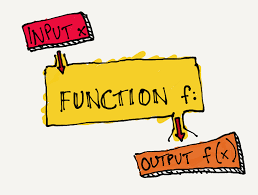 INPUT x
FUNCTION f:
OUTPUT f(x)